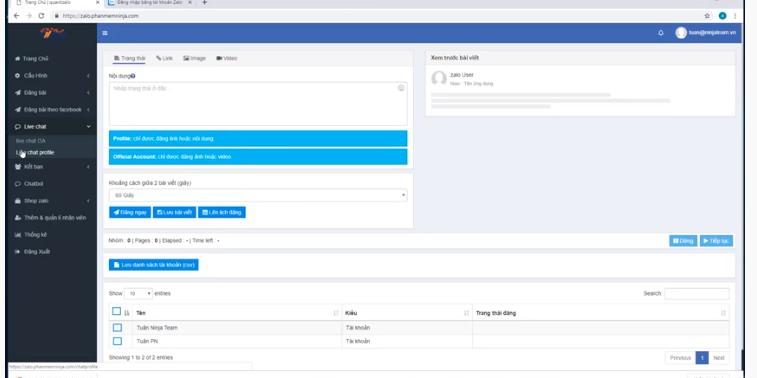 Trang Chủ | quantizalo
Đăng nhập bằng tài khoản Zalo
https://zalo.phanmemninja.com
tuan@ninjateam.vn
Trang Chủ
Cấu Hình
Đăng bài
Đăng bài theo facebook
Live chat
live chat OA
Live chat profile
Kết bạn
Chatbot
Shop zalo
Thêm & quản lí nhân viên
Thống kê
Đăng Xuất
Trạng thái
Link
Image
Video
Nội dung
Nhập trạng thái ở đây...
Profile: chỉ được đăng link hoặc nội dung
Official Account: chỉ được đăng ảnh hoặc video.
Khoảng cách giữa 2 bài viết (giây)
60 Giây
Đăng ngay
Lưu bài viết
Lên lịch đăng
Xem trước bài viết
Zalo User
Now · Tên ứng dụng
Nhóm: 0 | Pages : 0 | Elapsed : - | Time left : -
Dừng
Tiếp tục
Lưu danh sách tài khoản (csv)
Show 10 entries
Search:
Tên
Kiểu
Trạng thái đăng
Tuấn Ninja Team
Tài khoản
Tuấn PN
Tài khoản
Showing 1 to 2 of 2 entries
Previous
1
Next
https://zalo.phanmemninja.com/chatprofile